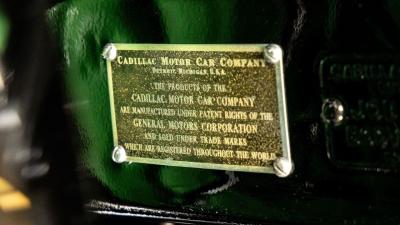 CADILLAC MOTOR CAR COMPANY
DETROIT, MICHIGAN, U.S.A.
THE PRODUCTS OF THE
CADILLAC MOTOR CAR COMPANY
ARE MANUFACTURED UNDER PATENT RIGHTS OF THE
GENERAL MOTORS CORPORATION
AND UNDER TRADE MARKS
WHICH ARE REGISTERED THROUGHOUT THE WORLD